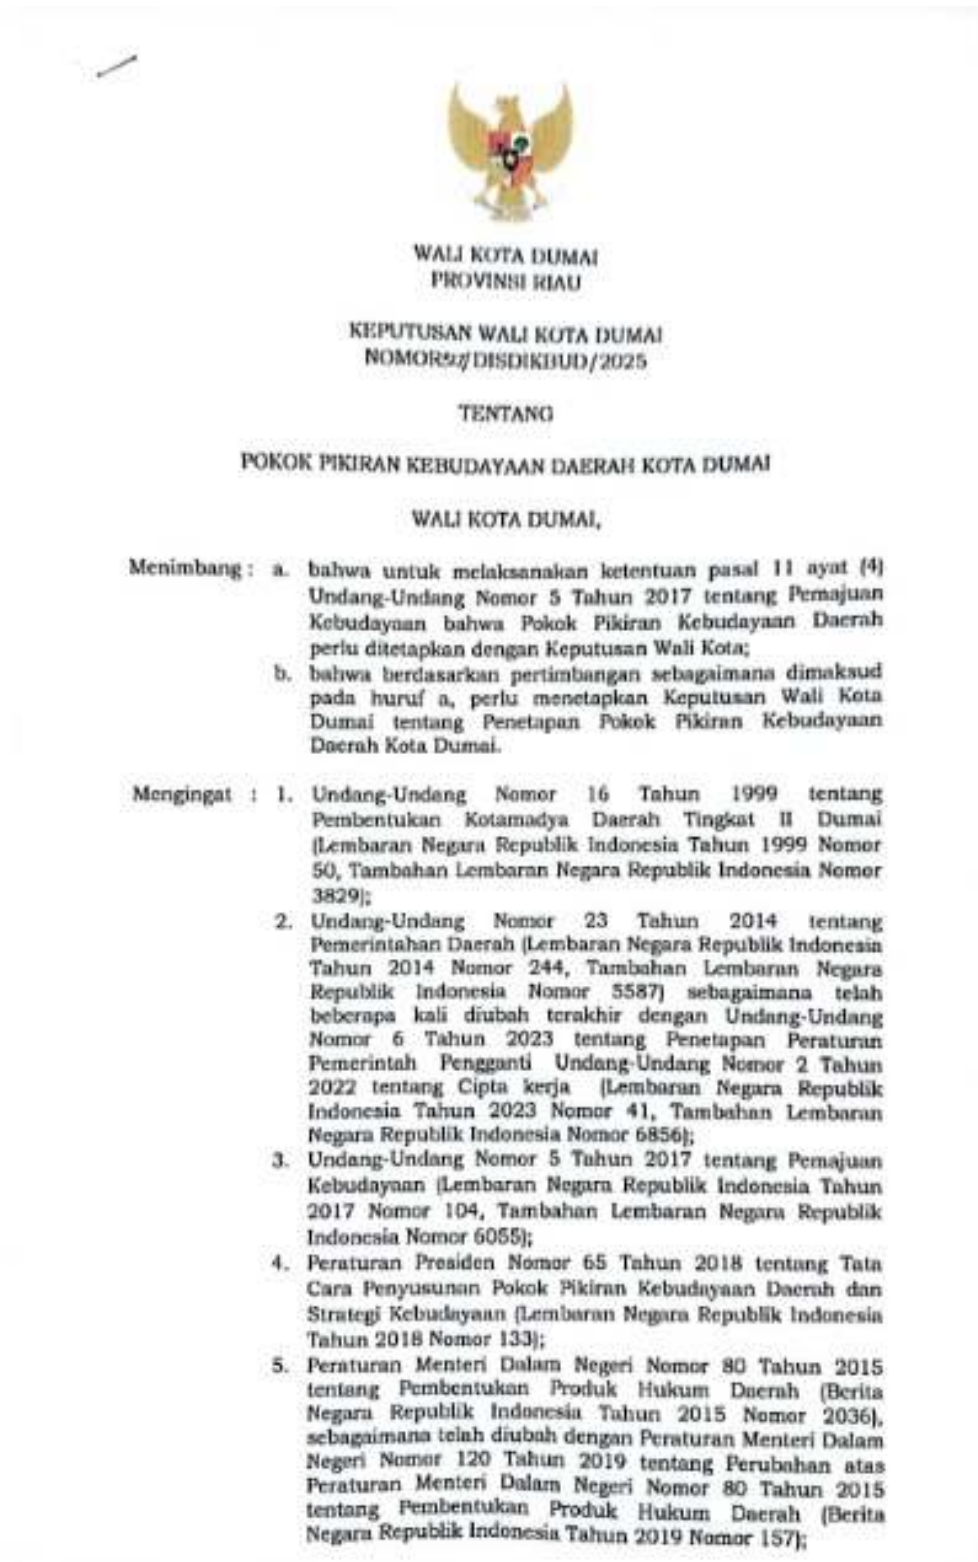 WALI KOTA DUMAI
PROVINSI RIAU
KEPUTUSAN WALI KOTA DUMAI
NOMOR /DISDIKBUD/2025
TENTANG
POKOK PIKIRAN KEBUDAYAAN DAERAH KOTA DUMAI
WALI KOTA DUMAI,
Menimbang : a. bahwa untuk melaksanakan ketentuan pasal 11 ayat (4)
Undang-Undang Nomor 5 Tahun 2017 tentang Pemajuan
Kebudayaan bahwa Pokok Pikiran Kebudayaan Daerah
perlu ditetapkan dengan Keputusan Wali Kota;
b. bahwa berdasarkan pertimbangan sebagaimana dimaksud
pada huruf a, perlu menetapkan Keputusan Wali Kota
Dumai tentang Penetapan Pokok Pikiran Kebudayaan
Daerah Kota Dumai.
Mengingat : 1. Undang-Undang Nomor 16 Tahun 1999 tentang
Pembentukan Kotamadya Daerah Tingkat II Dumai
(Lembaran Negara Republik Indonesia Tahun 1999 Nomor
50, Tambahan Lembaran Negara Republik Indonesia Nomor
3829);
2. Undang-Undang Nomor 23 Tahun 2014 tentang
Pemerintahan Daerah (Lembaran Negara Republik Indonesia
Tahun 2014 Nomor 244, Tambahan Lembaran Negara
Republik Indonesia Nomor 5587) sebagaimana telah
beberapa kali diubah terakhir dengan Undang-Undang
Nomor 6 Tahun 2023 tentang Penetapan Peraturan
Pemerintah Pengganti Undang-Undang Nomor 2 Tahun
2022 tentang Cipta kerja (Lembaran Negara Republik
Indonesia Tahun 2023 Nomor 41, Tambahan Lembaran
Negara Republik Indonesia Nomor 6856);
3. Undang-Undang Nomor 5 Tahun 2017 tentang Pemajuan
Kebudayaan (Lembaran Negara Republik Indonesia Tahun
2017 Nomor 104, Tambahan Lembaran Negara Republik
Indonesia Nomor 6055);
4. Peraturan Presiden Nomor 65 Tahun 2018 tentang Tata
Cara Penyusunan Pokok Pikiran Kebudayaan Daerah dan
Strategi Kebudayaan (Lembaran Negara Republik Indonesia
Tahun 2018 Nomor 133);
5. Peraturan Menteri Dalam Negeri Nomor 80 Tahun 2015
tentang Pembentukan Produk Hukum Daerah (Berita
Negara Republik Indonesia Tahun 2015 Nomor 2036),
sebagaimana telah diubah dengan Peraturan Menteri Dalam
Negeri Nomor 120 Tahun 2019 tentang Perubahan atas
Peraturan Menteri Dalam Negeri Nomor 80 Tahun 2015
tentang Pembentukan Produk Hukum Daerah (Berita
Negara Republik Indonesia Tahun 2019 Nomor 157);